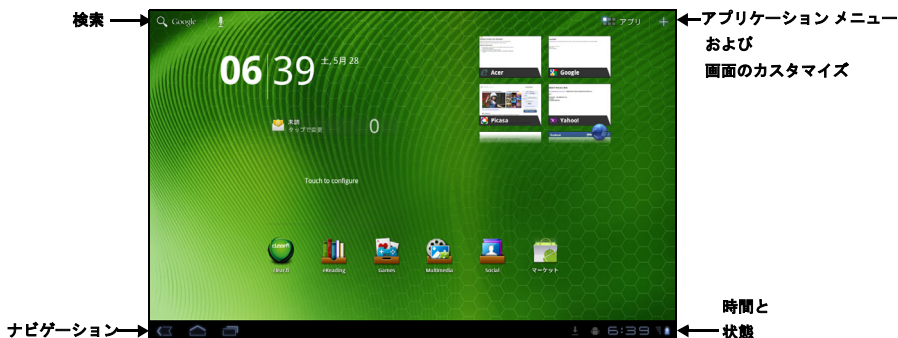 検索
Google
アプリ
アプリケーション メニュー
および
画面のカスタマイズ
06 39
土, 5月 28
Acer
Google
未読
タップで変更
0
Picasa
Yahoo!
Touch to configure
clear.fi
clear.fi
eReading
Games
Multimedia
Social
マーケット
ナビゲーション
6:39
時間と
状態